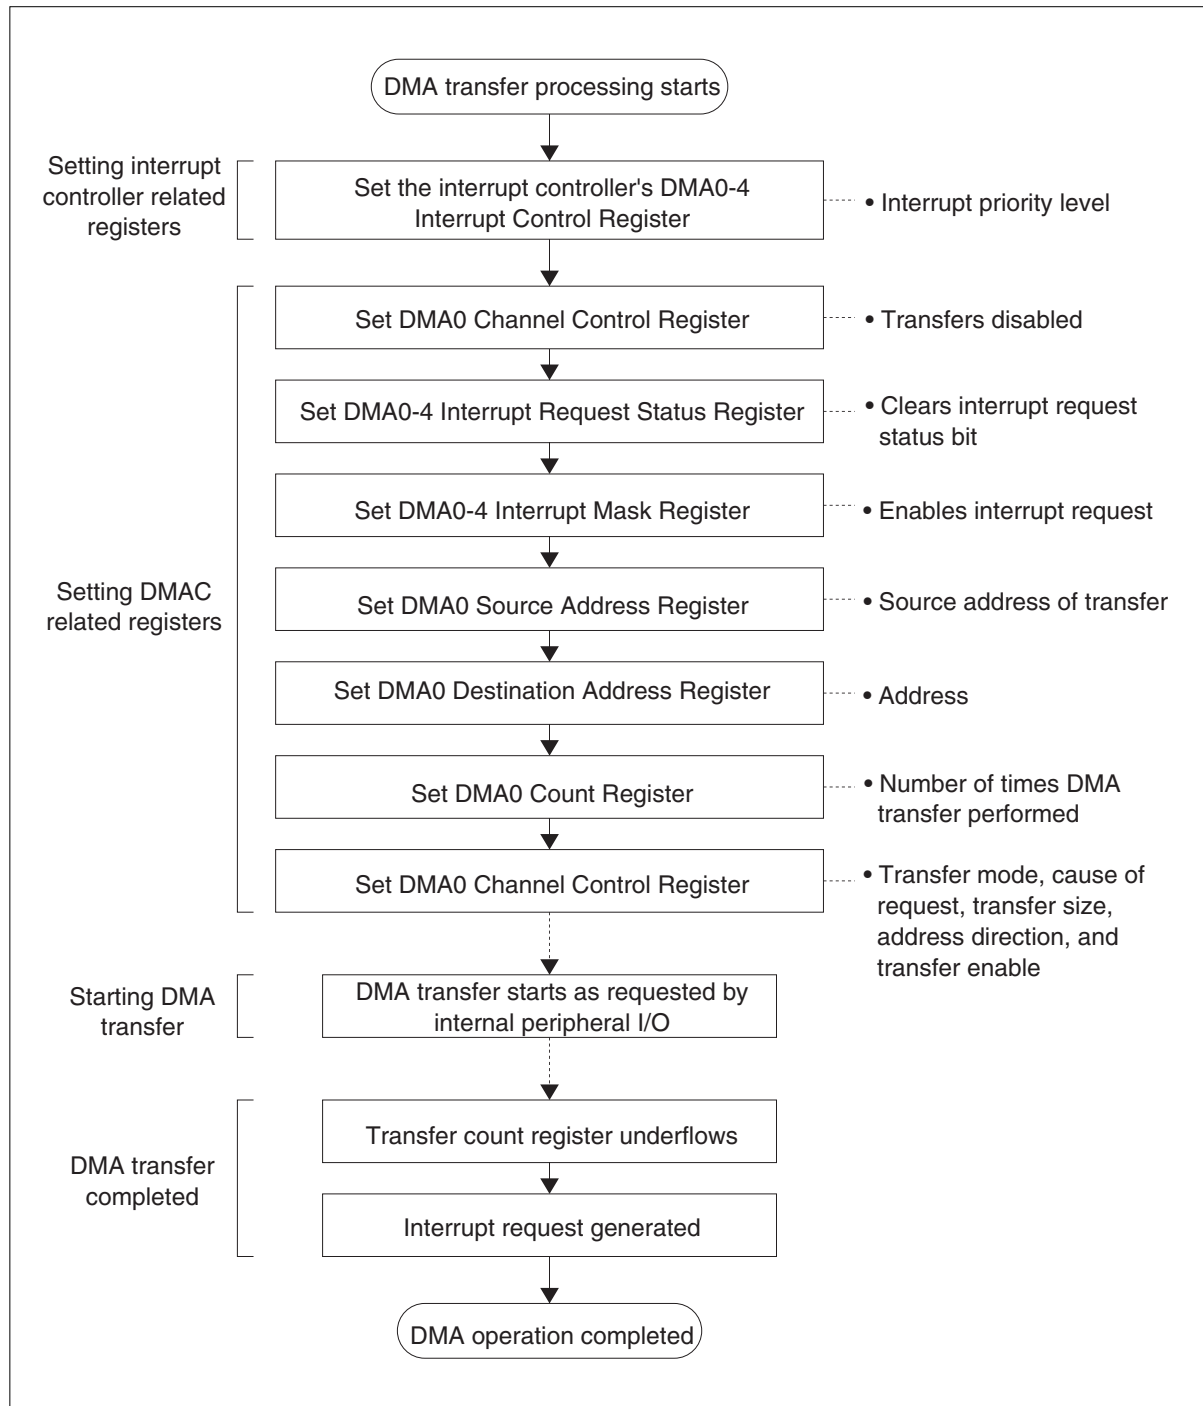 DMA transfer processing starts
Setting interrupt
controller related
registers
Set the interrupt controller's DMA0-4
Interrupt Control Register
• Interrupt priority level
Set DMA0 Channel Control Register
• Transfers disabled
Set DMA0-4 Interrupt Request Status Register
• Clears interrupt request
status bit
Set DMA0-4 Interrupt Mask Register
• Enables interrupt request
Setting DMAC
related registers
Set DMA0 Source Address Register
• Source address of transfer
Set DMA0 Destination Address Register
• Address
Set DMA0 Count Register
• Number of times DMA
transfer performed
Set DMA0 Channel Control Register
• Transfer mode, cause of
request, transfer size,
address direction, and
transfer enable
Starting DMA
transfer
DMA transfer starts as requested by
internal peripheral I/O
DMA transfer
completed
Transfer count register underflows
Interrupt request generated
DMA operation completed